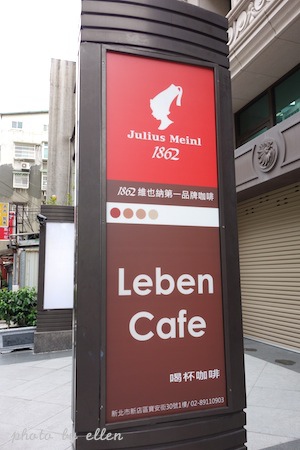 Julius Meinl
1862
1862 維也納第一品牌咖啡
Leben
Cafe
喝杯咖啡
新北市新店區寶安街30號1樓/ 02-89110903
photo by ellen